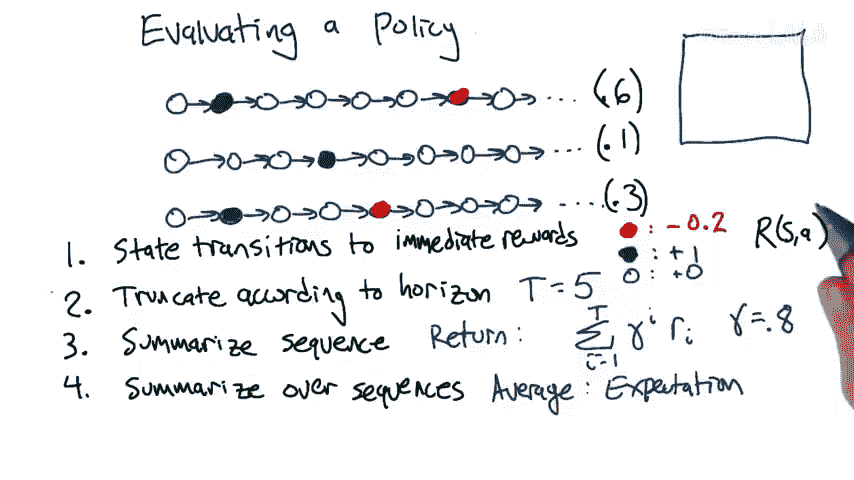 Evaluating a Policy
... (.6)
... (.1)
.... (.3)
1. State transitions to immediate rewards
: -0.2
: +1
: +0
R(s,a)
2. Truncate according to horizon T = 5
3. Summarize sequence Return: T Σ i=1 γ^i r_i γ=.8
4. Summarize over sequences Average: Expectation